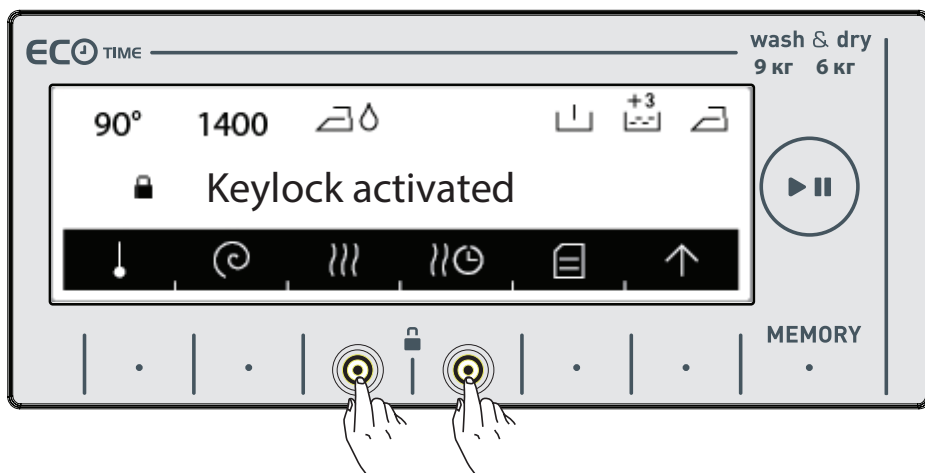 ECO TIME
wash & dry
9 кг 6 кг
90° 1400
+3
Keylock activated
MEMORY